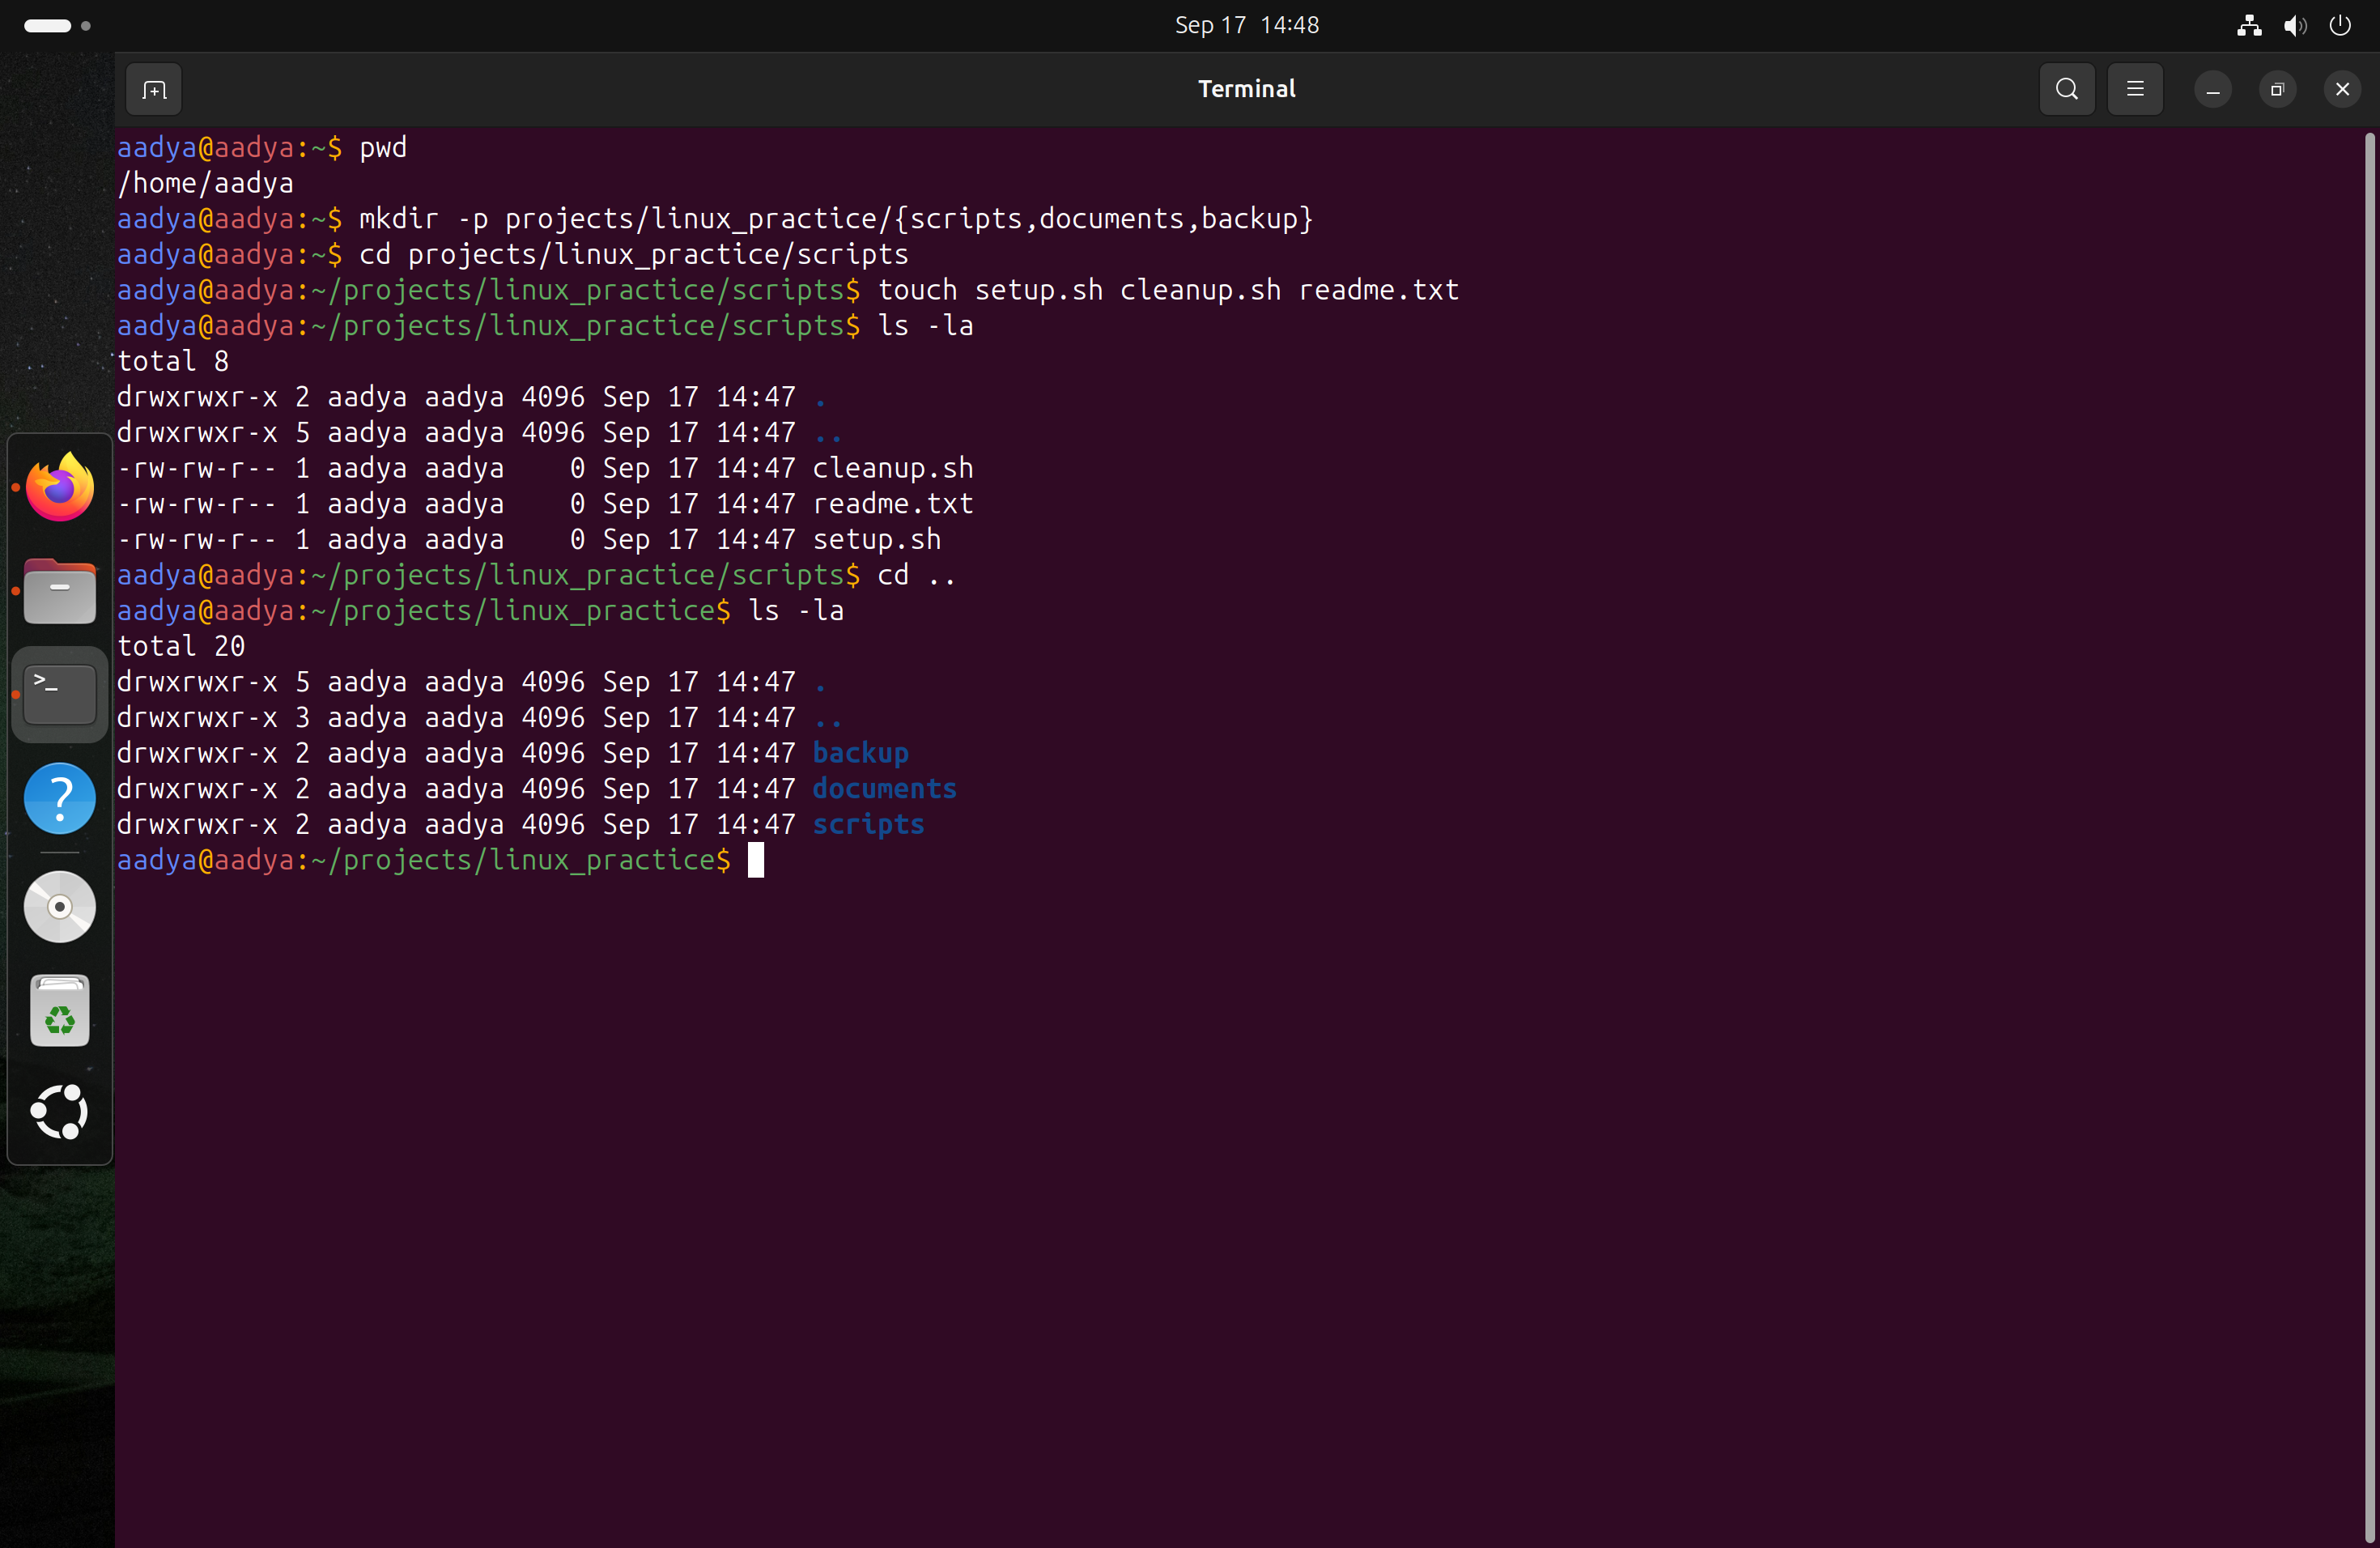 Sep 17 14:48
Terminal
aadya@aadya:~$ pwd
/home/aadya
aadya@aadya:~$ mkdir -p projects/linux_practice/{scripts,documents,backup}
aadya@aadya:~$ cd projects/linux_practice/scripts
aadya@aadya:~/projects/linux_practice/scripts$ touch setup.sh cleanup.sh readme.txt
aadya@aadya:~/projects/linux_practice/scripts$ ls -la
total 8
drwxrwxr-x 2 aadya aadya 4096 Sep 17 14:47 .
drwxrwxr-x 5 aadya aadya 4096 Sep 17 14:47 ..
-rw-rw-r-- 1 aadya aadya    0 Sep 17 14:47 cleanup.sh
-rw-rw-r-- 1 aadya aadya    0 Sep 17 14:47 readme.txt
-rw-rw-r-- 1 aadya aadya    0 Sep 17 14:47 setup.sh
aadya@aadya:~/projects/linux_practice/scripts$ cd ..
aadya@aadya:~/projects/linux_practice$ ls -la
total 20
drwxrwxr-x 5 aadya aadya 4096 Sep 17 14:47 .
drwxrwxr-x 3 aadya aadya 4096 Sep 17 14:47 ..
drwxrwxr-x 2 aadya aadya 4096 Sep 17 14:47 backup
drwxrwxr-x 2 aadya aadya 4096 Sep 17 14:47 documents
drwxrwxr-x 2 aadya aadya 4096 Sep 17 14:47 scripts
aadya@aadya:~/projects/linux_practice$